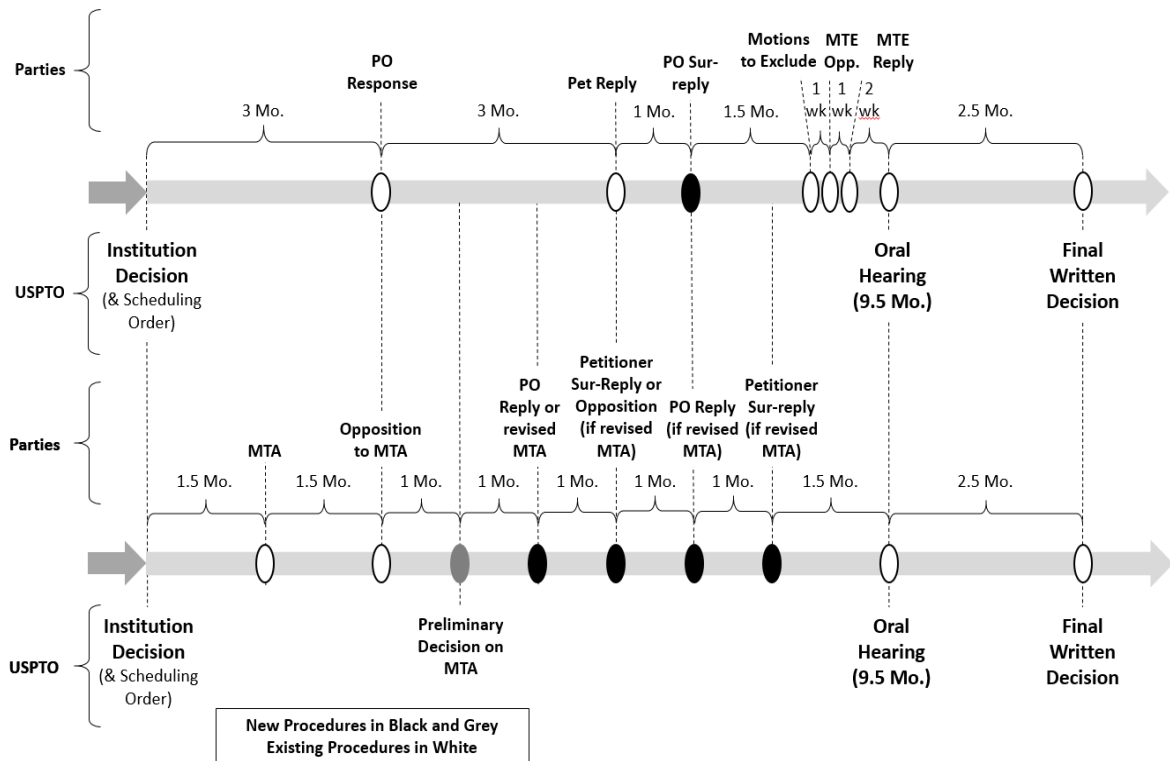 Parties
PO
Response
Pet Reply
PO Sur-
reply
Motions
to Exclude
MTE
Opp.
MTE
Reply
3 Mo.
3 Mo.
1 Mo.
1.5 Mo.
1
wk
1
wk
2
wk
2.5 Mo.
USPTO
Institution
Decision
(& Scheduling
Order)
Oral
Hearing
(9.5 Mo.)
Final
Written
Decision
Parties
MTA
Opposition
to MTA
PO
Reply or
revised
MTA
Petitioner
Sur-Reply or
Opposition
(if revised
MTA)
PO Reply
(if revised
MTA)
Petitioner
Sur-reply
(if revised
MTA)
1.5 Mo.
1.5 Mo.
1 Mo.
1 Mo.
1 Mo.
1 Mo.
1 Mo.
1.5 Mo.
2.5 Mo.
USPTO
Institution
Decision
(& Scheduling
Order)
Preliminary
Decision on
MTA
Oral
Hearing
(9.5 Mo.)
Final
Written
Decision
New Procedures in Black and Grey
Existing Procedures in White